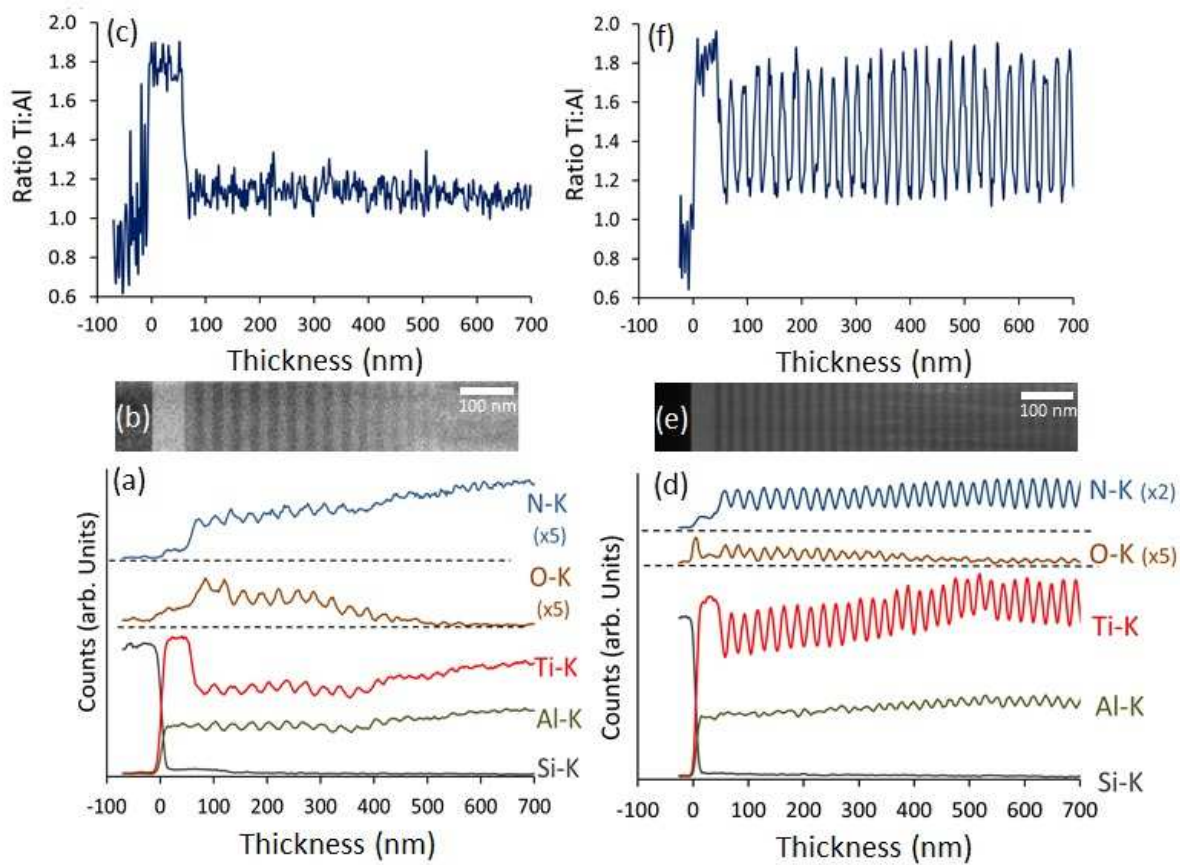 (c)
Ratio Ti:Al
2.0
1.8
1.6
1.4
1.2
1.0
0.8
0.6
-100 0 100 200 300 400 500 600 700
Thickness (nm)
(f)
Ratio Ti:Al
2.0
1.8
1.6
1.4
1.2
1.0
0.8
0.6
-100 0 100 200 300 400 500 600 700
Thickness (nm)
(b)
100 nm
(e)
100 nm
(a)
Counts (arb. Units)
N-K
(x5)
O-K
(x5)
Ti-K
Al-K
Si-K
-100 0 100 200 300 400 500 600 700
Thickness (nm)
(d)
Counts (arb. Units)
N-K (x2)
O-K (x5)
Ti-K
Al-K
Si-K
-100 0 100 200 300 400 500 600 700
Thickness (nm)